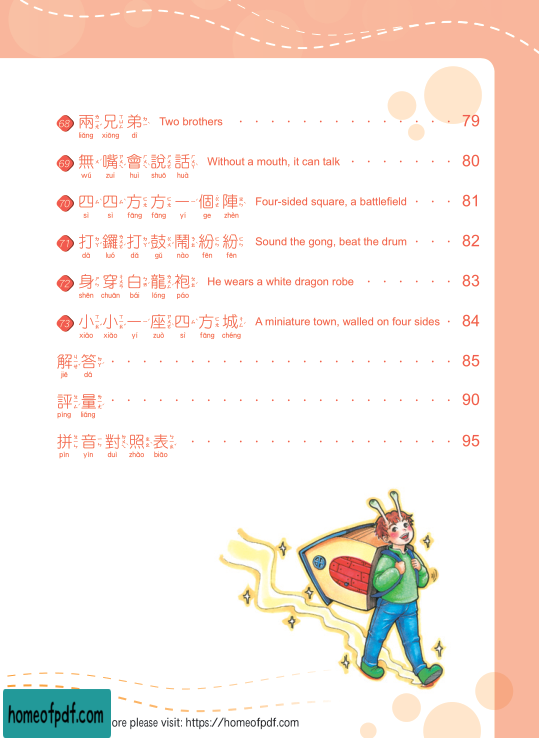 68 兩兄弟 Two brothers · · · · · · · · · · · · · · 79
liǎng xiōng dì
69 無嘴會說話 Without a mouth, it can talk · · · · · · · 80
wú zuǐ huì shuō huà
70 四四方方一個陣 Four-sided square, a battlefield · · · 81
sì sì fāng fāng yí ge zhèn
71 打鑼打鼓鬧紛紛 Sound the gong, beat the drum · · · 82
dǎ luó dǎ gǔ nào fēn fēn
72 身穿白龍袍 He wears a white dragon robe · · · · · · 83
shēn chuān bái lóng páo
73 小小一座四方城 A miniature town, walled on four sides · 84
xiǎo xiǎo yí zuò sì fāng chéng
解答 · · · · · · · · · · · · · · · · · · · · · · 85
jiě dá
評量 · · · · · · · · · · · · · · · · · · · · · · 90
píng liáng
拼音對照表 · · · · · · · · · · · · · · · · · 95
pīn yīn duì zhào biǎo
homeofpdf.com
ore please visit: https://homeofpdf.com